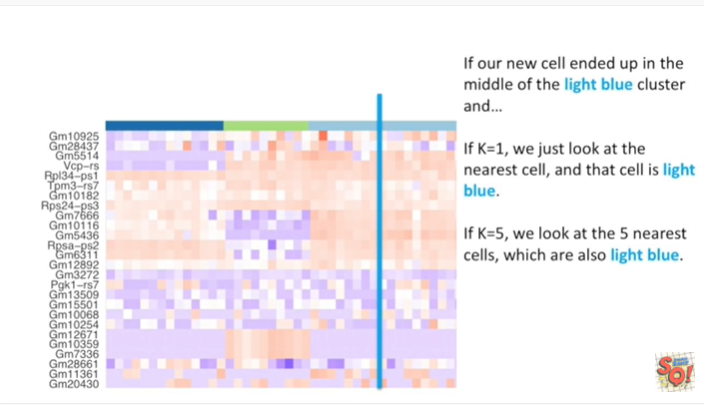 If our new cell ended up in the
middle of the light blue cluster
and...
If K=1, we just look at the
nearest cell, and that cell is light
blue.
If K=5, we look at the 5 nearest
cells, which are also light blue.
Gm10925
Gm28437
Gm5514
Vcp-rs
Rpl34-ps1
Tpm3-rs7
Gm10182
Rps24-ps3
Gm7666
Gm10116
Gm5436
Rpsa-ps2
Gm6311
Gm12892
Gm3272
Pgk1-rs7
Gm13509
Gm15501
Gm10068
Gm10254
Gm12671
Gm10359
Gm7336
Gm28661
Gm11361
Gm20430
SQ!